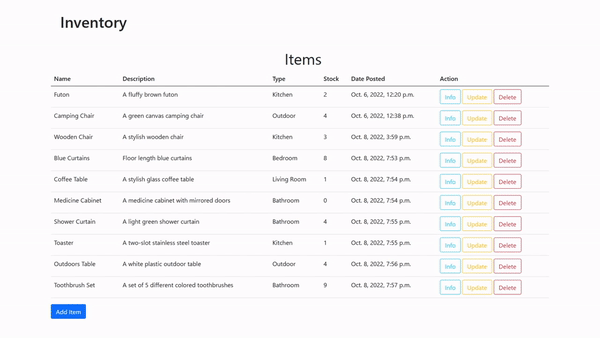 Inventory
Items
Name Description Type Stock Date Posted Action
Futon A fluffy brown futon Kitchen 2 Oct. 6, 2022, 12:20 p.m. Info Update Delete
Camping Chair A green canvas camping chair Outdoor 4 Oct. 6, 2022, 12:38 p.m. Info Update Delete
Wooden Chair A stylish wooden chair Kitchen 3 Oct. 8, 2022, 3:59 p.m. Info Update Delete
Blue Curtains Floor length blue curtains Bedroom 8 Oct. 8, 2022, 7:53 p.m. Info Update Delete
Coffee Table A stylish glass coffee table Living Room 1 Oct. 8, 2022, 7:54 p.m. Info Update Delete
Medicine Cabinet A medicine cabinet with mirrored doors Bathroom 0 Oct. 8, 2022, 7:54 p.m. Info Update Delete
Shower Curtain A light green shower curtain Bathroom 4 Oct. 8, 2022, 7:55 p.m. Info Update Delete
Toaster A two-slot stainless steel toaster Kitchen 1 Oct. 8, 2022, 7:55 p.m. Info Update Delete
Outdoors Table A white plastic outdoor table Outdoor 4 Oct. 8, 2022, 7:56 p.m. Info Update Delete
Toothbrush Set A set of 5 different colored toothbrushes Bathroom 9 Oct. 8, 2022, 7:57 p.m. Info Update Delete
Add Item